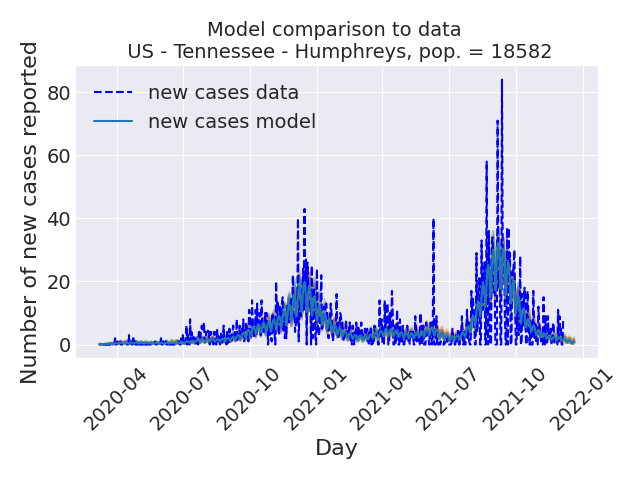 Model comparison to data
US - Tennessee - Humphreys, pop. = 18582
Number of new cases reported
80
60
40
20
0
new cases data
new cases model
2020-04
2020-07
2020-10
2021-01
2021-04
2021-07
2021-10
2022-01
Day